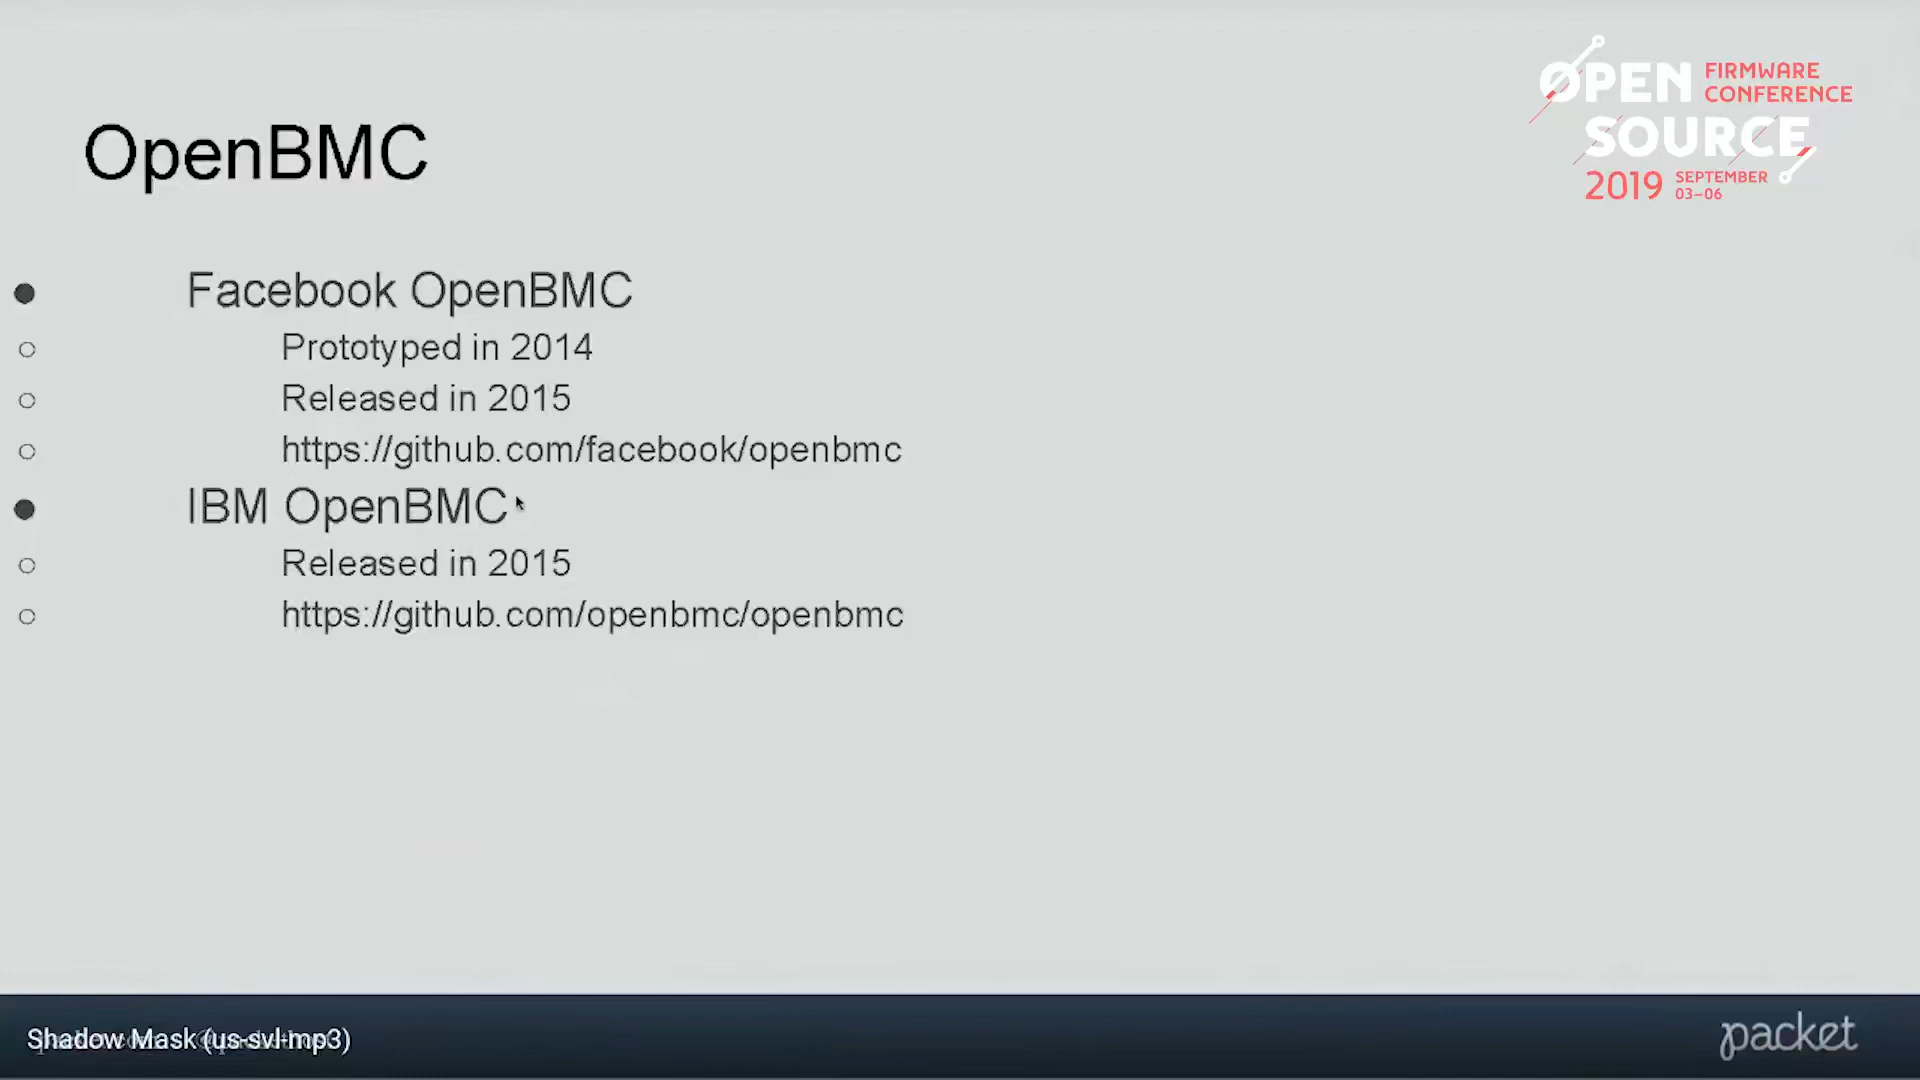 OPEN FIRMWARE CONFERENCE
SOURCE
2019 SEPTEMBER 03–06
OpenBMC
● Facebook OpenBMC
○ Prototyped in 2014
○ Released in 2015
○ https://github.com/facebook/openbmc
● IBM OpenBMC
○ Released in 2015
○ https://github.com/openbmc/openbmc
Shadow Mask (us-svl-mp3)
packet